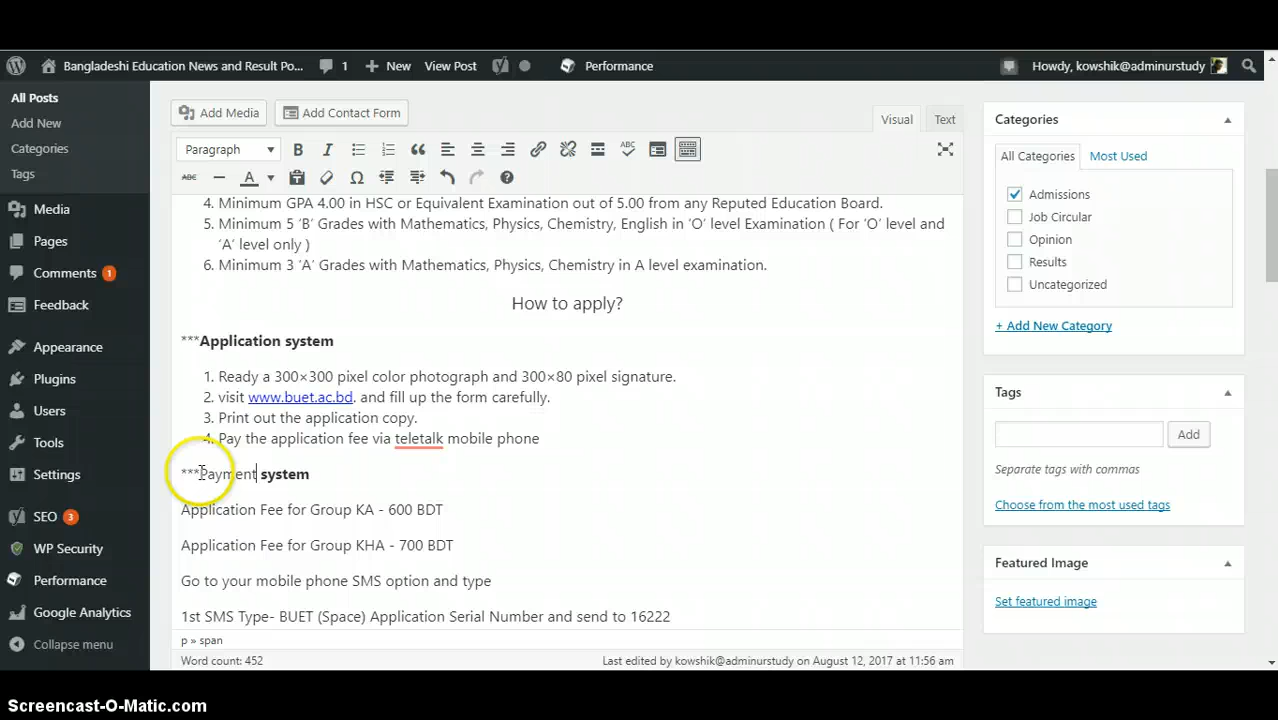 Bangladeshi Education News and Result Po... 1 New View Post Performance Howdy, kowshik@adminurstudy
All Posts
Add New
Categories
Tags
Media
Pages
Comments 1
Feedback
Appearance
Plugins
Users
Tools
Settings
SEO 3
WP Security
Performance
Google Analytics
Collapse menu
Add Media Add Contact Form
Visual Text
Paragraph B I “ ABC
ABC A Ω ?
4. Minimum GPA 4.00 in HSC or Equivalent Examination out of 5.00 from any Reputed Education Board.
5. Minimum 5 ‘B’ Grades with Mathematics, Physics, Chemistry, English in ‘O’ level Examination ( For ‘O’ level and
‘A’ level only )
6. Minimum 3 ‘A’ Grades with Mathematics, Physics, Chemistry in A level examination.
How to apply?
***Application system
1. Ready a 300×300 pixel color photograph and 300×80 pixel signature.
2. visit www.buet.ac.bd. and fill up the form carefully.
3. Print out the application copy.
4. Pay the application fee via teletalk mobile phone
***Payment system
Application Fee for Group KA - 600 BDT
Application Fee for Group KHA - 700 BDT
Go to your mobile phone SMS option and type
1st SMS Type- BUET (Space) Application Serial Number and send to 16222
p » span
Word count: 452 Last edited by kowshik@adminurstudy on August 12, 2017 at 11:56 am
Categories
All Categories Most Used
Admissions
Job Circular
Opinion
Results
Uncategorized
+ Add New Category
Tags
Add
Separate tags with commas
Choose from the most used tags
Featured Image
Set featured image
Screencast-O-Matic.com